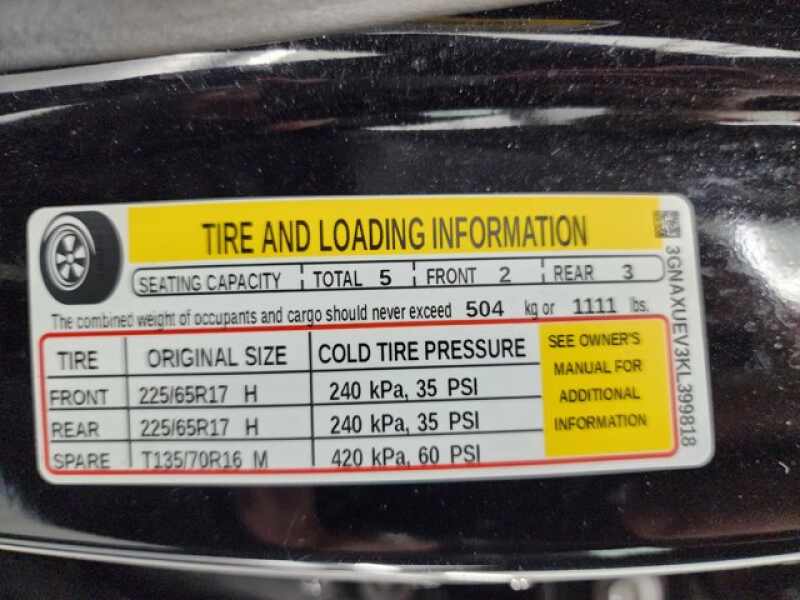 TIRE AND LOADING INFORMATION
SEATING CAPACITY TOTAL 5 FRONT 2 REAR 3
The combined weight of occupants and cargo should never exceed 504 kg or 1111 lbs.
TIRE ORIGINAL SIZE COLD TIRE PRESSURE
FRONT 225/65R17 H 240 kPa, 35 PSI
REAR 225/65R17 H 240 kPa, 35 PSI
SPARE T135/70R16 M 420 kPa, 60 PSI
SEE OWNER'S
MANUAL FOR
ADDITIONAL
INFORMATION
3GNAXUEV3KL399818